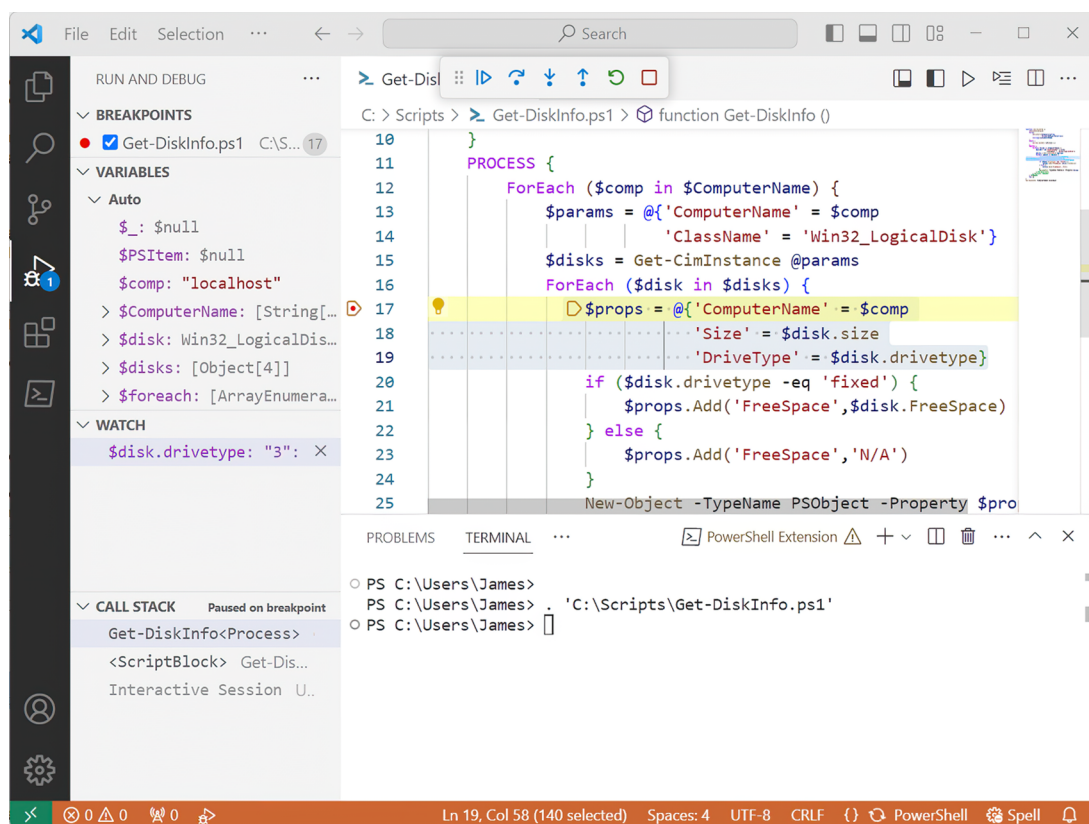 File Edit Selection ··· Search
RUN AND DEBUG ···
BREAKPOINTS
Get-DiskInfo.ps1 C:\S... 17
VARIABLES
Auto
$_: $null
$PSItem: $null
$comp: "localhost"
$ComputerName: [String[…
$disk: Win32_LogicalDis…
$disks: [Object[4]]
$foreach: [ArrayEnumera…
WATCH
$disk.drivetype: "3":
CALL STACK Paused on breakpoint
Get-DiskInfo<Process>
<ScriptBlock> Get-Dis...
Interactive Session U..
1
Get-Disk
C: > Scripts > Get-DiskInfo.ps1 > function Get-DiskInfo ()
10 }
11 PROCESS {
12 ForEach ($comp in $ComputerName) {
13 $params = @{'ComputerName' = $comp
14 'ClassName' = 'Win32_LogicalDisk'}
15 $disks = Get-CimInstance @params
16 ForEach ($disk in $disks) {
17 $props = @{'ComputerName' = $comp
18 'Size' = $disk.size
19 'DriveType' = $disk.drivetype}
20 if ($disk.drivetype -eq 'fixed') {
21 $props.Add('FreeSpace',$disk.FreeSpace)
22 } else {
23 $props.Add('FreeSpace','N/A')
24 }
25 New-Object -TypeName PSObject -Property $pro
PROBLEMS TERMINAL ··· PowerShell Extension
PS C:\Users\James>
PS C:\Users\James> . 'C:\Scripts\Get-DiskInfo.ps1'
PS C:\Users\James>
0 0 0 Ln 19, Col 58 (140 selected) Spaces: 4 UTF-8 CRLF {} PowerShell Spell